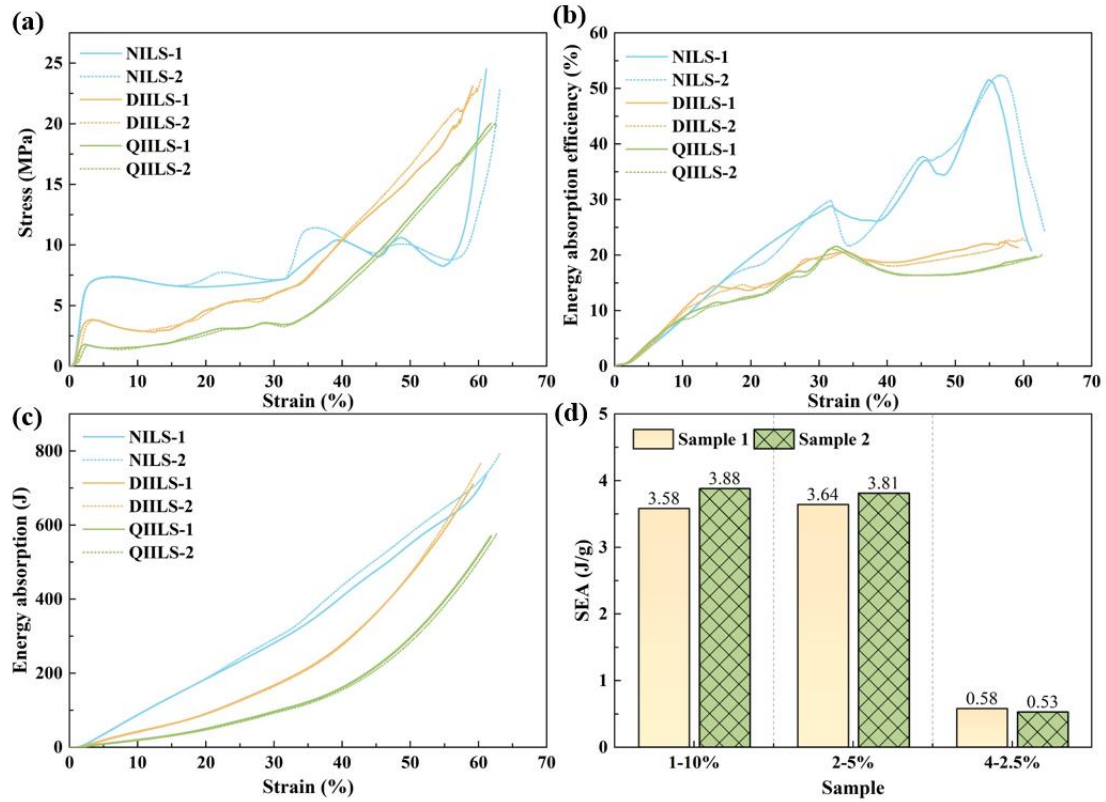 (a)
NILS-1
NILS-2
DIILS-1
DIILS-2
QIILS-1
QIILS-2
Stress (MPa)
25
20
15
10
5
0
0 10 20 30 40 50 60 70
Strain (%)
(b)
NILS-1
NILS-2
DIILS-1
DIILS-2
QIILS-1
QIILS-2
Energy absorption efficiency (%)
60
50
40
30
20
10
0
0 10 20 30 40 50 60 70
Strain (%)
(c)
NILS-1
NILS-2
DIILS-1
DIILS-2
QIILS-1
QIILS-2
Energy absorption (J)
800
600
400
200
0
0 10 20 30 40 50 60 70
Strain (%)
(d)
Sample 1 Sample 2
SEA (J/g)
5
4
3
2
1
0
3.58 3.88 3.64 3.81 0.58 0.53
1-10% 2-5% 4-2.5%
Sample